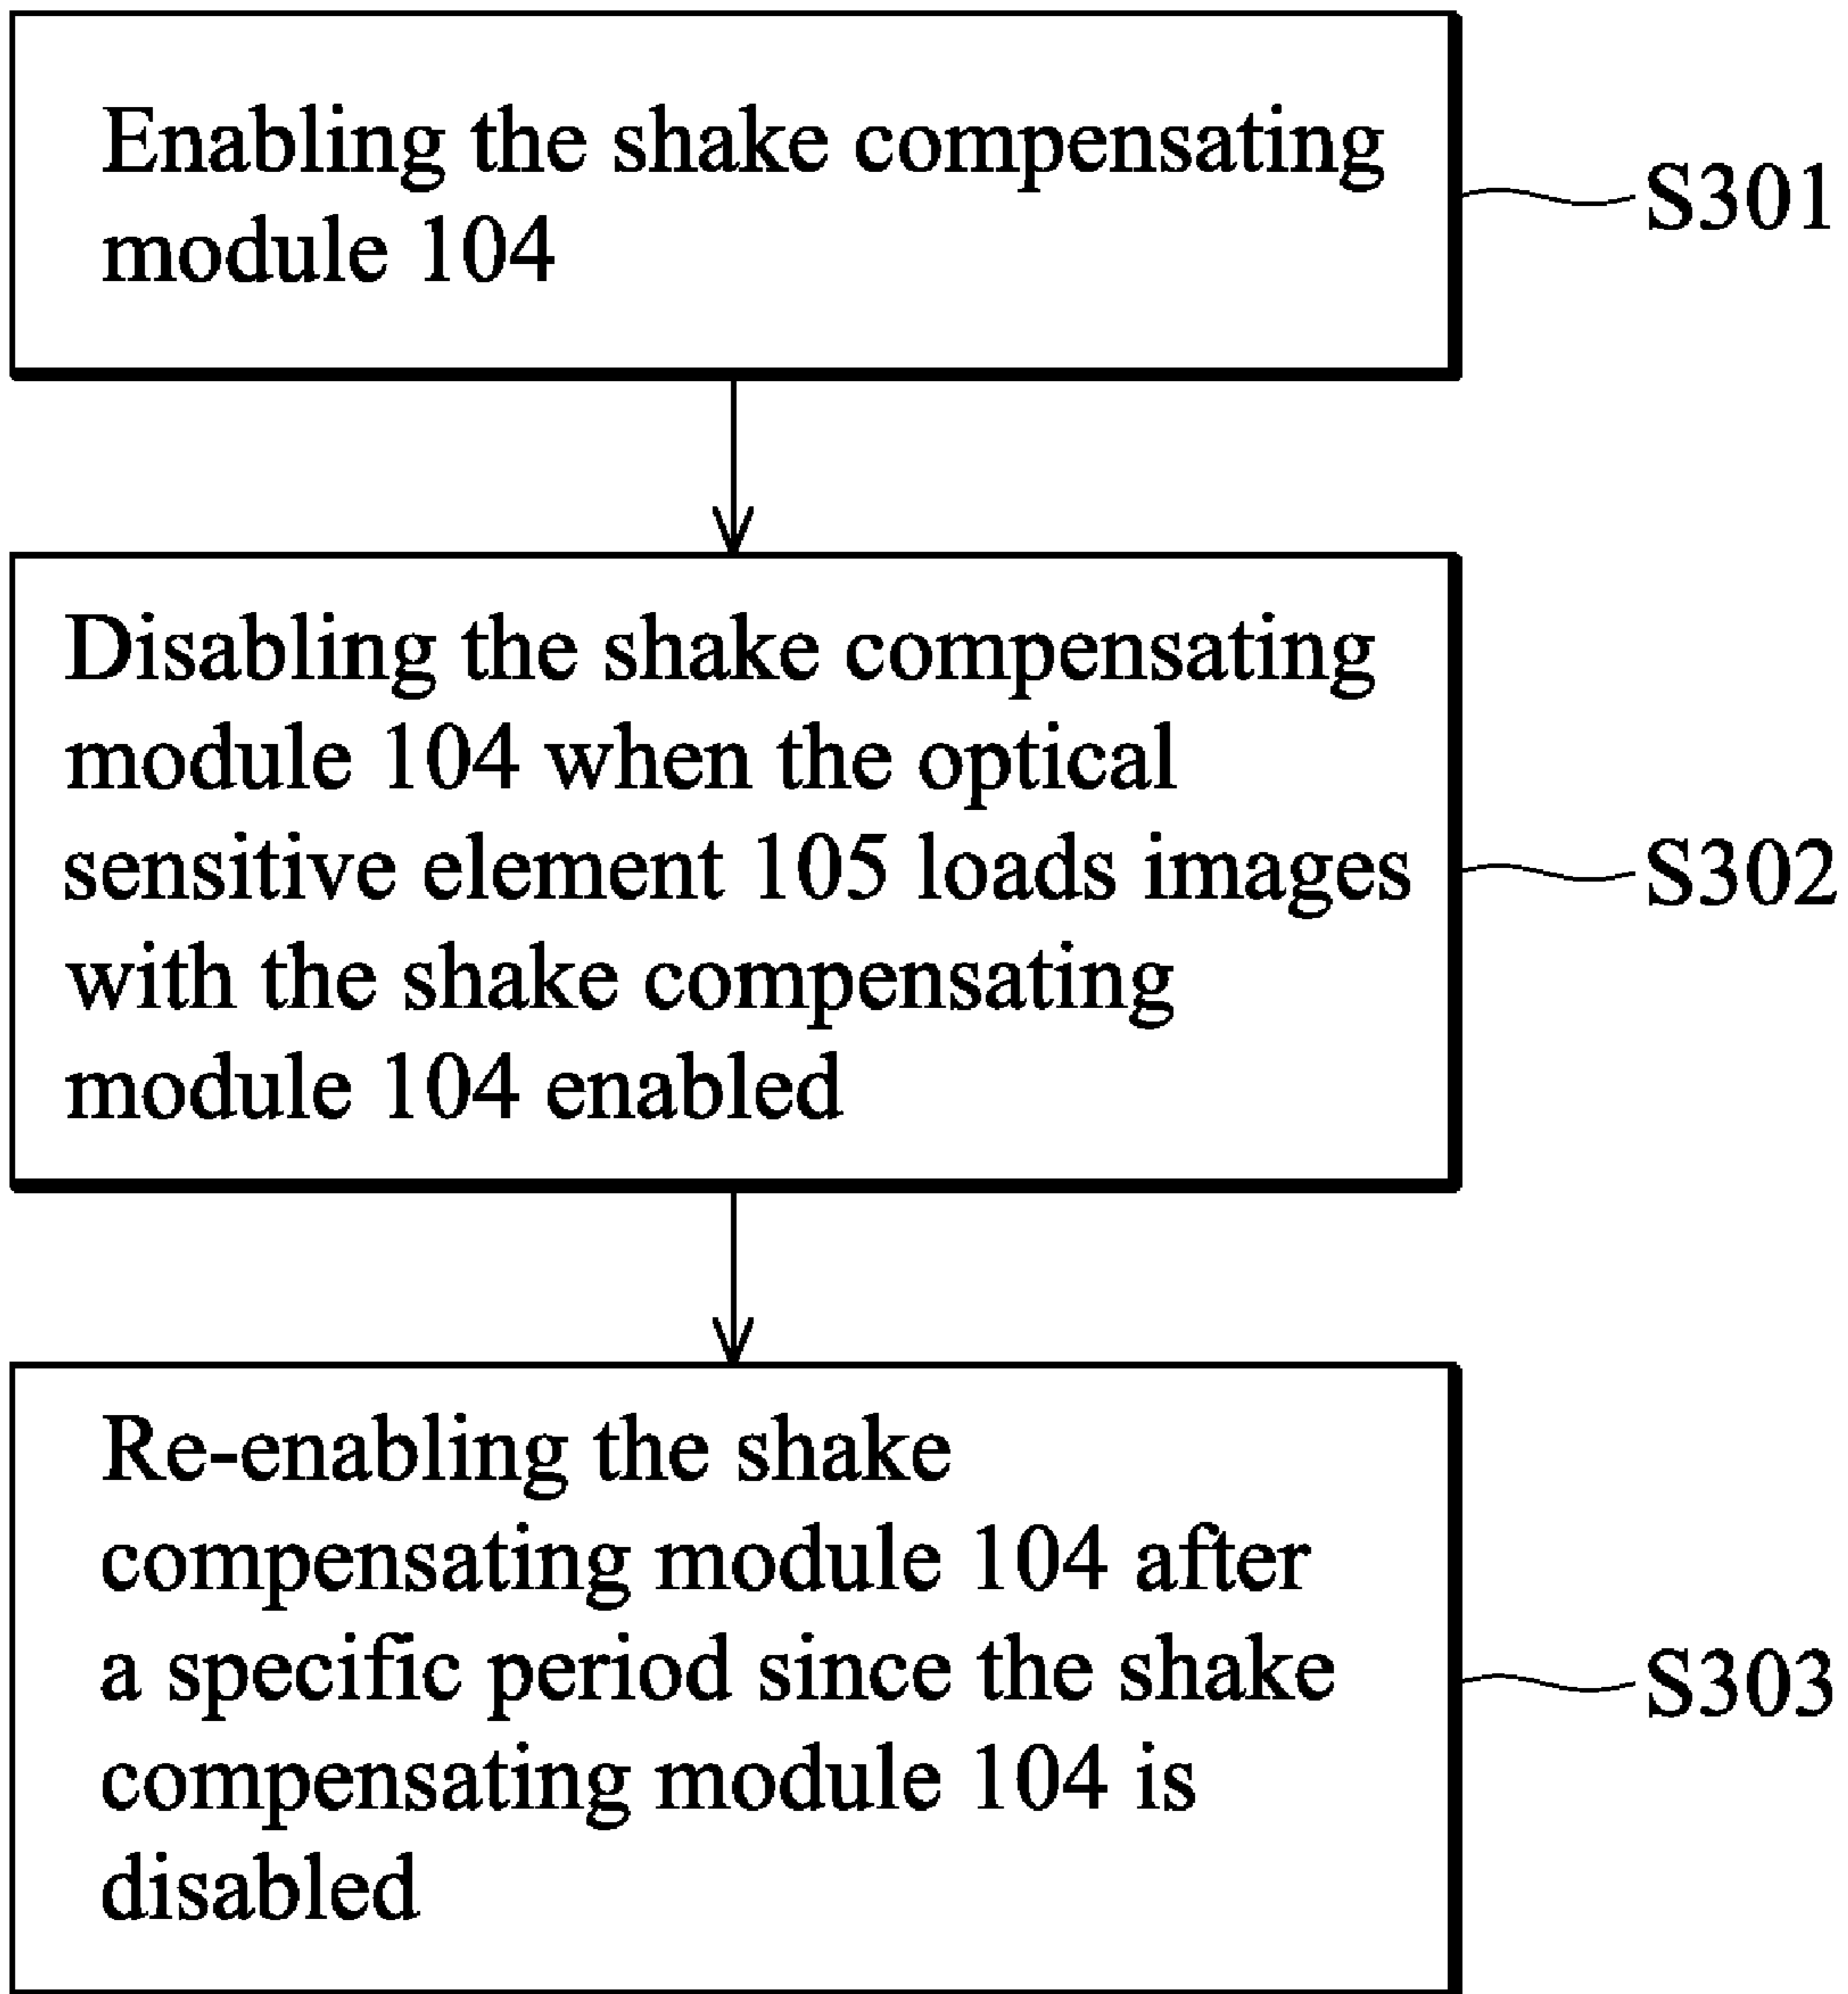 Enabling the shake compensating
module 104
S301
Disabling the shake compensating
module 104 when the optical
sensitive element 105 loads images
with the shake compensating
module 104 enabled
S302
Re-enabling the shake
compensating module 104 after
a specific period since the shake
compensating module 104 is
disabled
S303